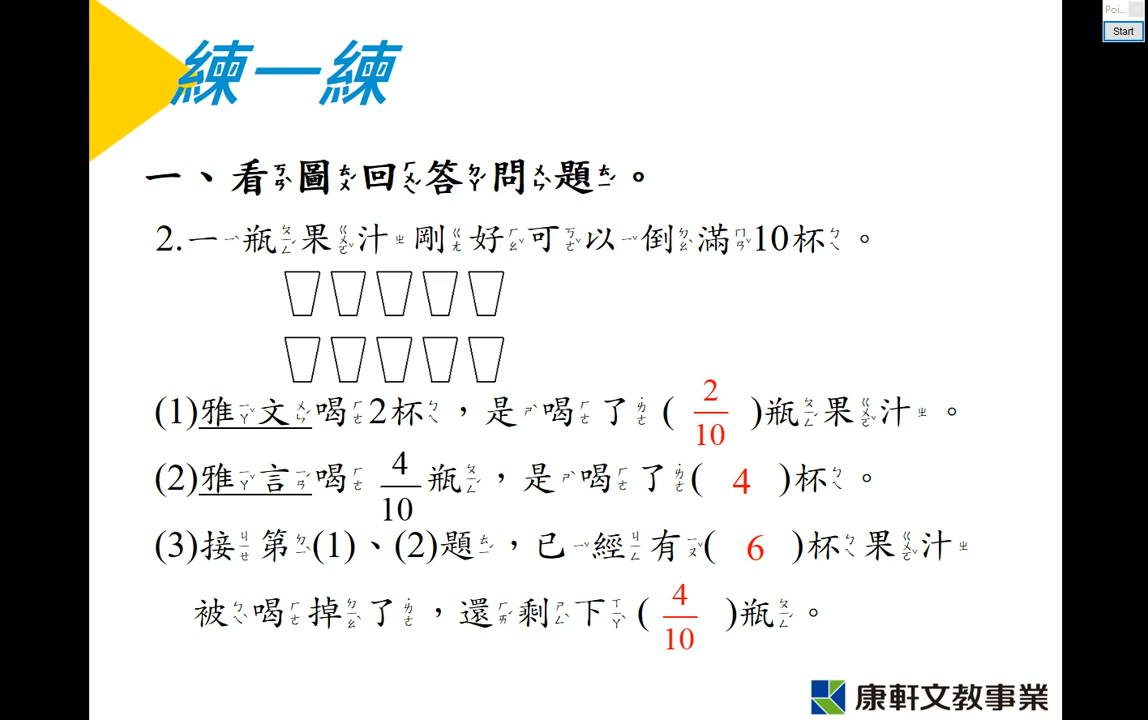 Poi...
Start
練一練
一、看圖回答問題。
2.一瓶果汁剛好可以倒滿10杯。
(1)雅文喝2杯，是喝了( 2/10 )瓶果汁。
(2)雅言喝 4/10 瓶，是喝了( 4 )杯。
(3)接第(1)、(2)題，已經有( 6 )杯果汁
被喝掉了，還剩下( 4/10 )瓶。
康軒文教事業